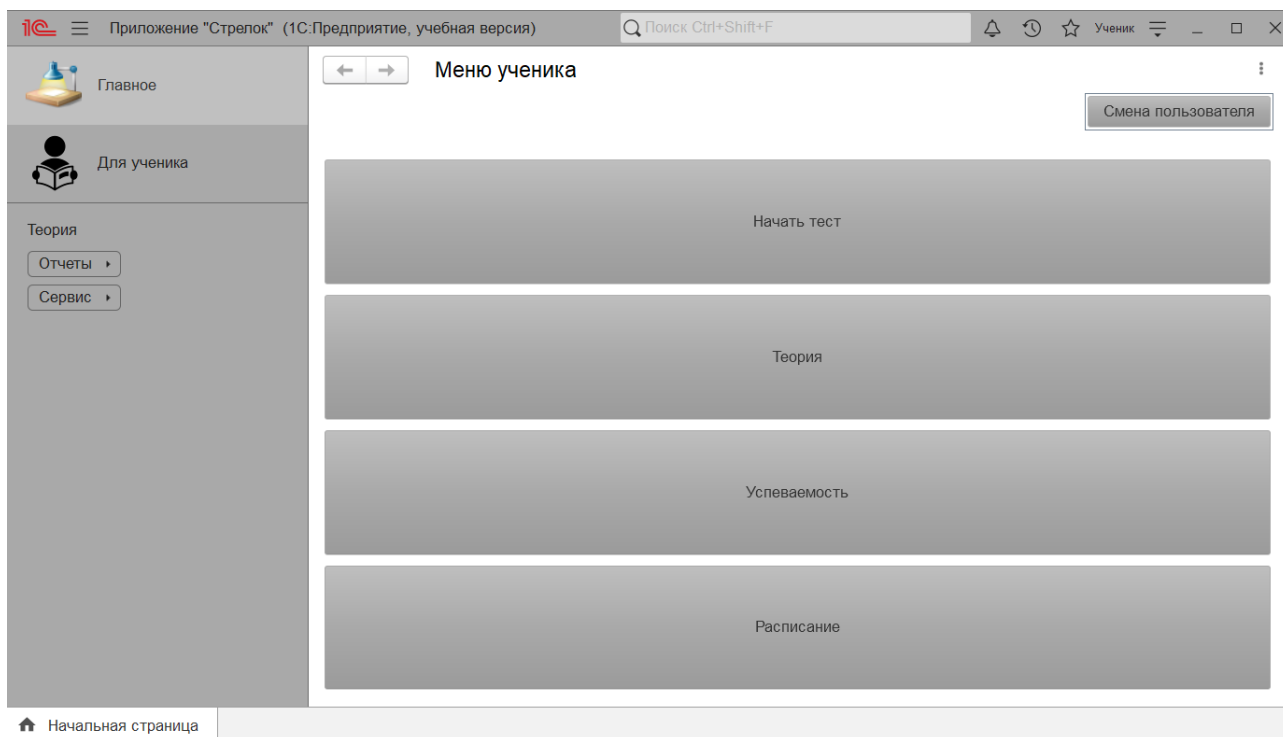 1С Приложение "Стрелок" (1С:Предприятие, учебная версия) Поиск Ctrl+Shift+F Ученик
Главное
Для ученика
Теория
Отчеты
Сервис
Меню ученика
Смена пользователя
Начать тест
Теория
Успеваемость
Расписание
Начальная страница